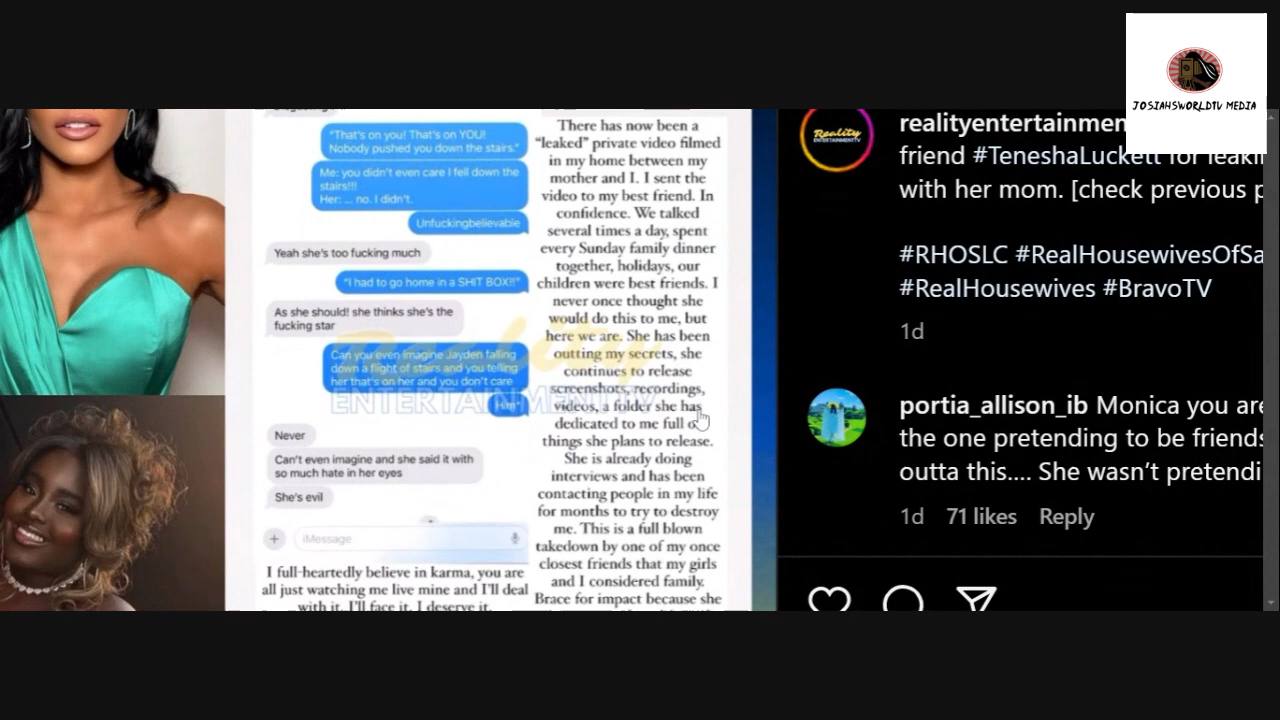 JOSIAHSWORLDTV MEDIA
"That's on you! That's on YOU!
Nobody pushed you down the stairs."
Me: you didn't even care I fell down the
stairs!!!
Her: ... no. I didn't.
Unfuckingbelievable
Yeah she's too fucking much
"I had to go home in a SHIT BOX!!"
As she should! she thinks she's the
fucking star
Can you even imagine Jayden falling
down a flight of stairs and you telling
her that's on her and you don't care
Him*
Never
Can't even imagine and she said it with
so much hate in her eyes
She's evil
iMessage
I full-heartedly believe in karma, you are
all just watching me live mine and I'll deal
with it. I'll face it. I deserve it.
There has now been a
“leaked” private video filmed
in my home between my
mother and I. I sent the
video to my best friend. In
confidence. We talked
several times a day, spent
every Sunday family dinner
together, holidays, our
children were best friends. I
never once thought she
would do this to me, but
here we are. She has been
outting my secrets, she
continues to release
screenshots, recordings,
videos, a folder she has
dedicated to me full of
things she plans to release.
She is already doing
interviews and has been
contacting people in my life
for months to try to destroy
me. This is a full blown
takedown by one of my once
closest friends that my girls
and I considered family.
Brace for impact because she
Reality
ENTERTAINMENTTV
Reality
ENTERTAINMENTTV
realityentertainmen
friend #TeneshaLuckett for leaki
with her mom. [check previous p
#RHOSLC #RealHousewivesOfSa
#RealHousewives #BravoTV
1d
portia_allison_ib Monica you are
the one pretending to be friends
outta this.... She wasn't pretendi
1d 71 likes Reply